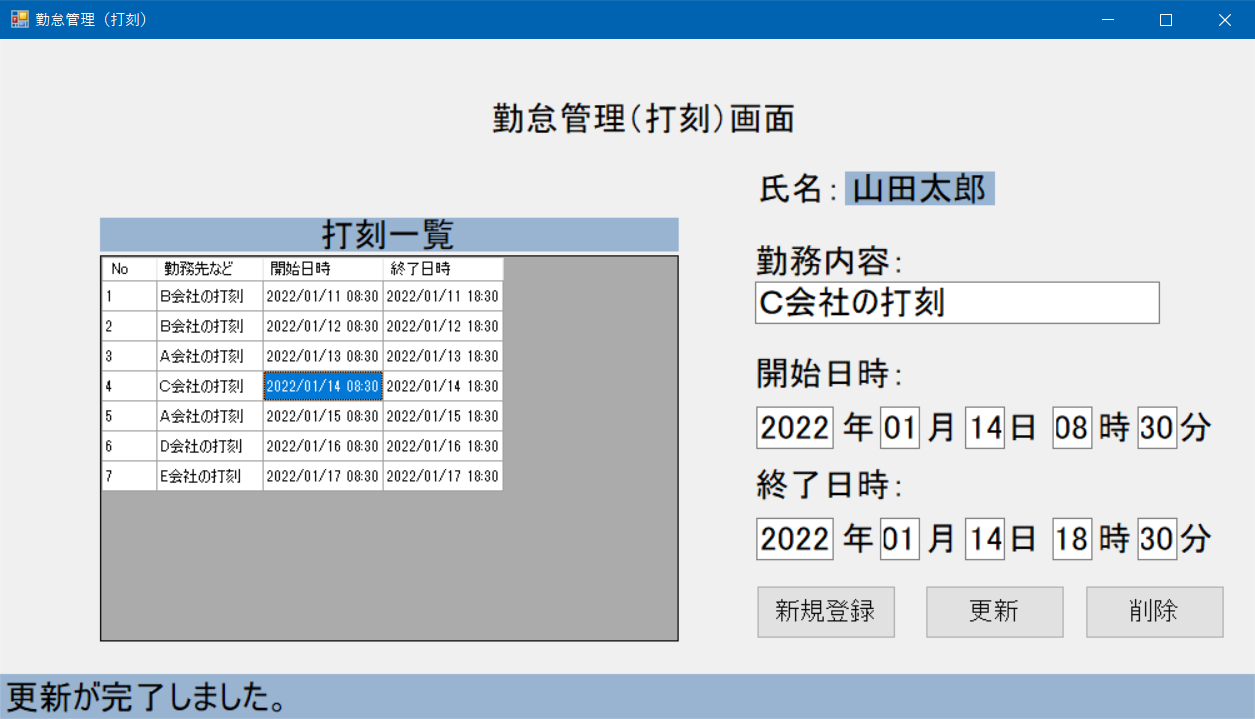 勤怠管理（打刻）
勤怠管理（打刻）画面
氏名： 山田太郎
打刻一覧
No 勤務先など 開始日時 終了日時
1 B会社の打刻 2022/01/11 08:30 2022/01/11 18:30
2 B会社の打刻 2022/01/12 08:30 2022/01/12 18:30
3 A会社の打刻 2022/01/13 08:30 2022/01/13 18:30
4 C会社の打刻 2022/01/14 08:30 2022/01/14 18:30
5 A会社の打刻 2022/01/15 08:30 2022/01/15 18:30
6 D会社の打刻 2022/01/16 08:30 2022/01/16 18:30
7 E会社の打刻 2022/01/17 08:30 2022/01/17 18:30
勤務内容：
C会社の打刻
開始日時：
2022 年 01 月 14 日 08 時 30 分
終了日時：
2022 年 01 月 14 日 18 時 30 分
新規登録 更新 削除
更新が完了しました。